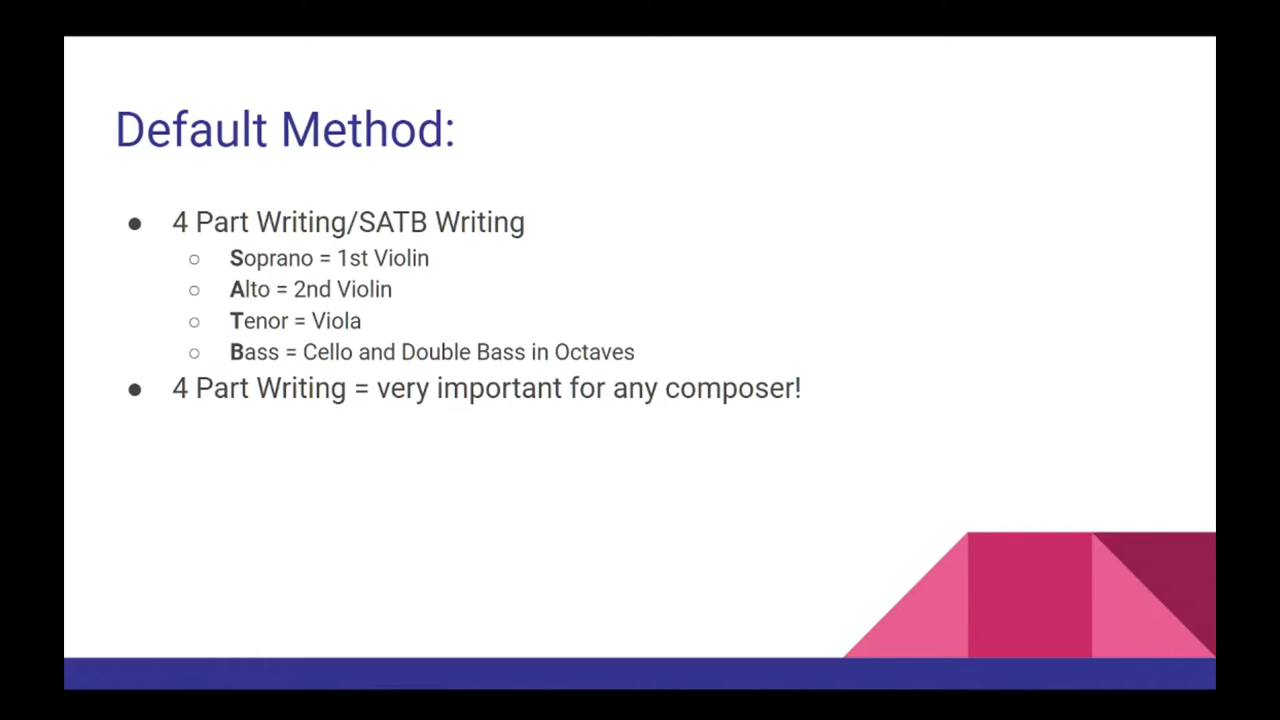 Default Method:
● 4 Part Writing/SATB Writing
○ Soprano = 1st Violin
○ Alto = 2nd Violin
○ Tenor = Viola
○ Bass = Cello and Double Bass in Octaves
● 4 Part Writing = very important for any composer!